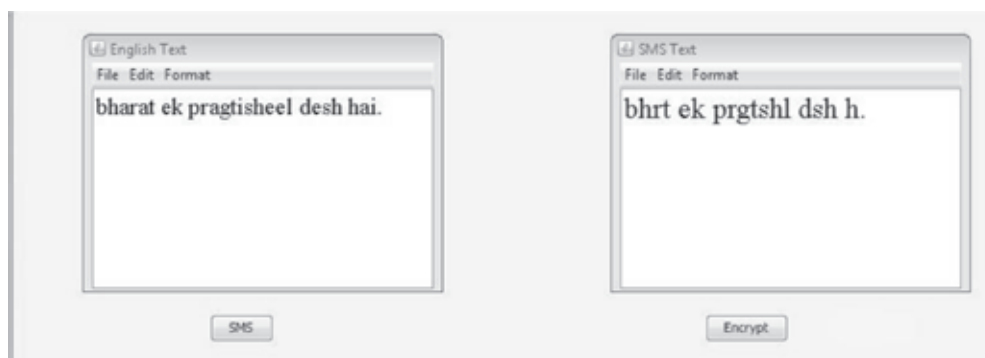 English Text
File Edit Format
bharat ek pragtisheel desh hai.
SMS
SMS Text
File Edit Format
bhrt ek prgtshl dsh h.
Encrypt